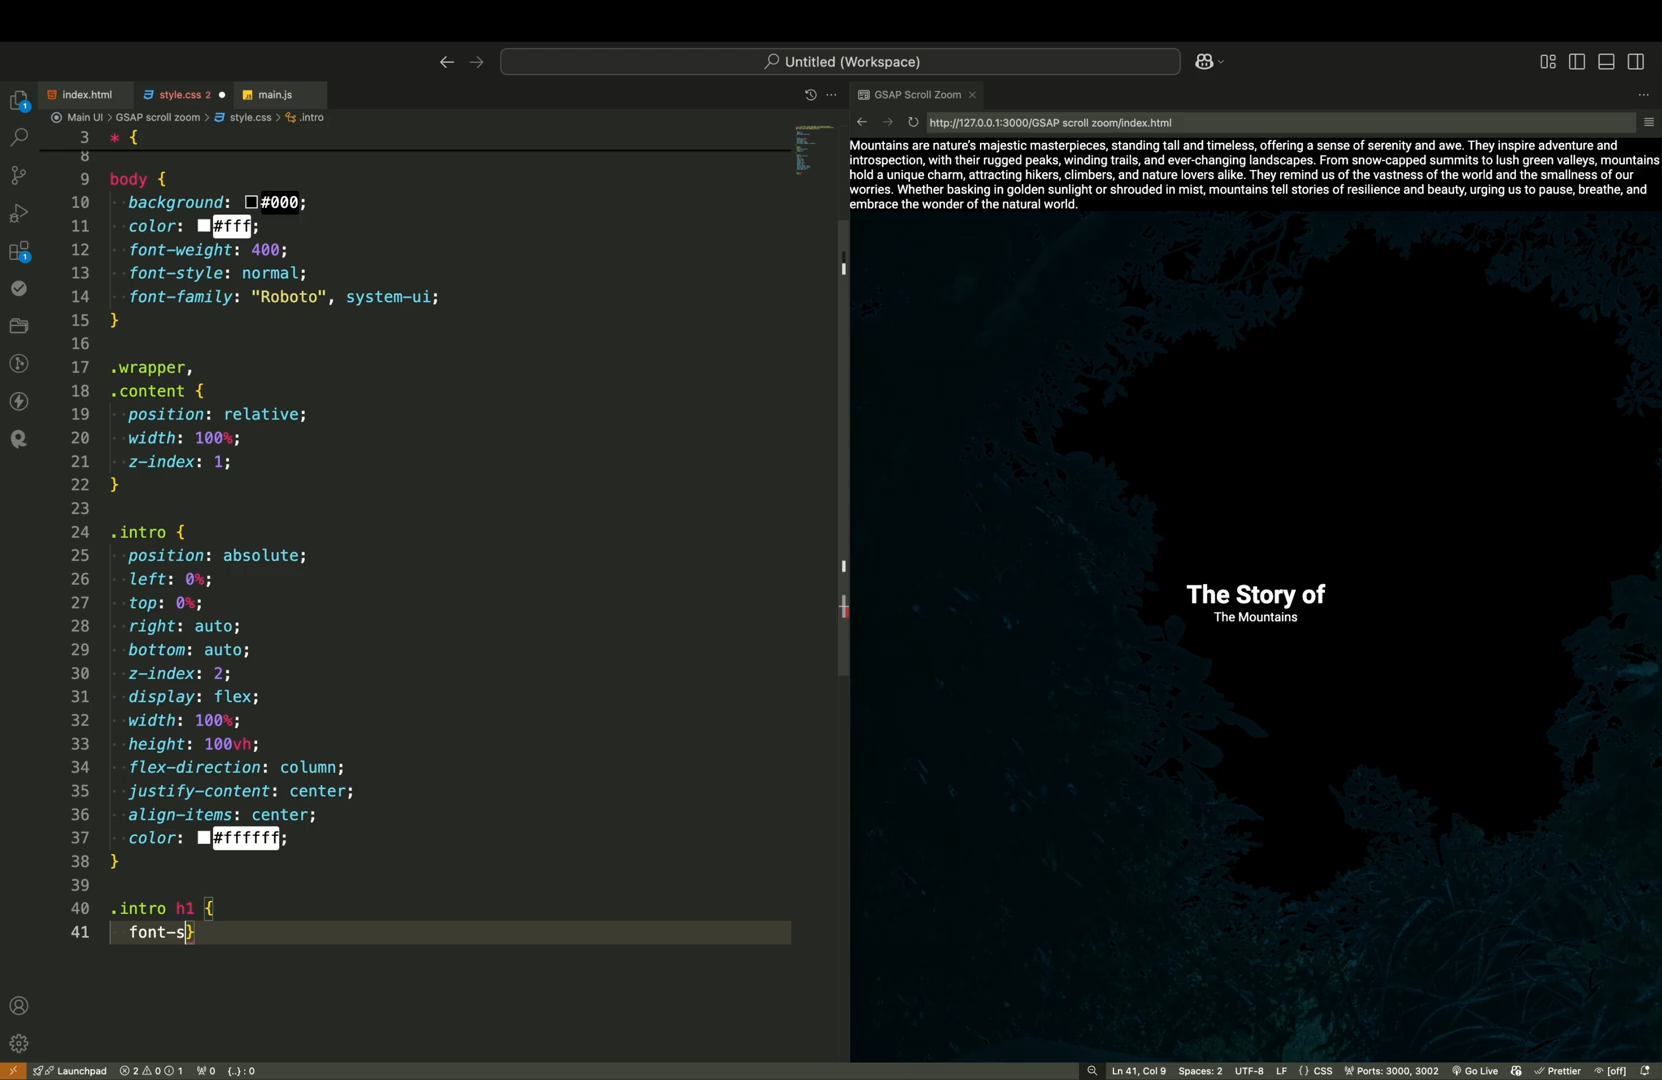 Untitled (Workspace)
index.html
style.css 2
main.js
GSAP Scroll Zoom
Main UI > GSAP scroll zoom > style.css > .intro
http://127.0.0.1:3000/GSAP scroll zoom/index.html
3 * {
8
9 body {
10 background: #000;
11 color: #fff;
12 font-weight: 400;
13 font-style: normal;
14 font-family: "Roboto", system-ui;
15 }
16
17 .wrapper,
18 .content {
19 position: relative;
20 width: 100%;
21 z-index: 1;
22 }
23
24 .intro {
25 position: absolute;
26 left: 0%;
27 top: 0%;
28 right: auto;
29 bottom: auto;
30 z-index: 2;
31 display: flex;
32 width: 100%;
33 height: 100vh;
34 flex-direction: column;
35 justify-content: center;
36 align-items: center;
37 color: #ffffff;
38 }
39
40 .intro h1 {
41 font-s}
Mountains are nature's majestic masterpieces, standing tall and timeless, offering a sense of serenity and awe. They inspire adventure and
introspection, with their rugged peaks, winding trails, and ever-changing landscapes. From snow-capped summits to lush green valleys, mountains
hold a unique charm, attracting hikers, climbers, and nature lovers alike. They remind us of the vastness of the world and the smallness of our
worries. Whether basking in golden sunlight or shrouded in mist, mountains tell stories of resilience and beauty, urging us to pause, breathe, and
embrace the wonder of the natural world.
The Story of
The Mountains
1
1
Launchpad 2 0 1 0 {..} : 0
Ln 41, Col 9 Spaces: 2 UTF-8 LF { } CSS Ports: 3000, 3002 Go Live Prettier [off]